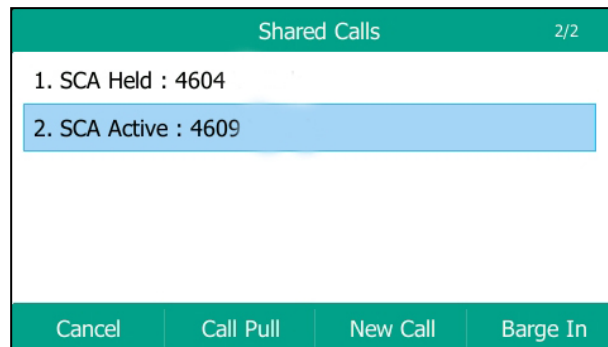 Shared Calls 2/2
1. SCA Held : 4604
2. SCA Active : 4609
Cancel Call Pull New Call Barge In